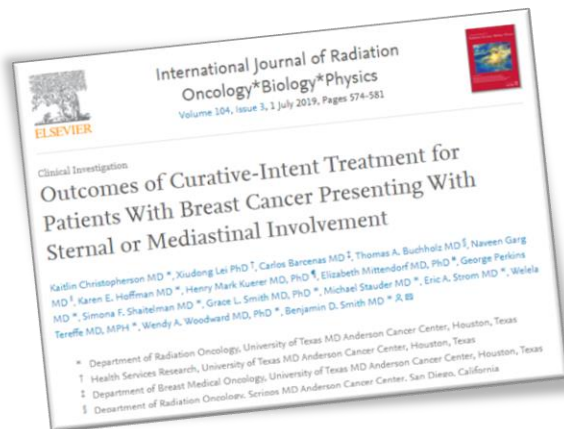 International Journal of Radiation
Oncology*Biology*Physics
Volume 104, Issue 3, 1 July 2019, Pages 574-581
ELSEVIER
Clinical Investigation
Outcomes of Curative-Intent Treatment for
Patients With Breast Cancer Presenting With
Sternal or Mediastinal Involvement
Kaitlin Christopherson MD *, Xiudong Lei PhD †, Carlos Barcenas MD ‡, Thomas A. Buchholz MD §, Naveen Garg
MD ‖, Karen E. Hoffman MD *, Henry Mark Kuerer MD, PhD ¶, Elizabeth Mittendorf MD, PhD #, George Perkins
MD *, Simona F. Shaitelman MD *, Grace L. Smith MD, PhD *, Michael Stauder MD *, Eric A. Strom MD *, Welela
Tereffe MD, MPH *, Wendy A. Woodward MD, PhD *, Benjamin D. Smith MD *
* Department of Radiation Oncology, University of Texas MD Anderson Cancer Center, Houston, Texas
† Health Services Research, University of Texas MD Anderson Cancer Center, Houston, Texas
‡ Department of Breast Medical Oncology, University of Texas MD Anderson Cancer Center, Houston, Texas
§ Department of Radiation Oncology, Scripps MD Anderson Cancer Center, San Diego, California